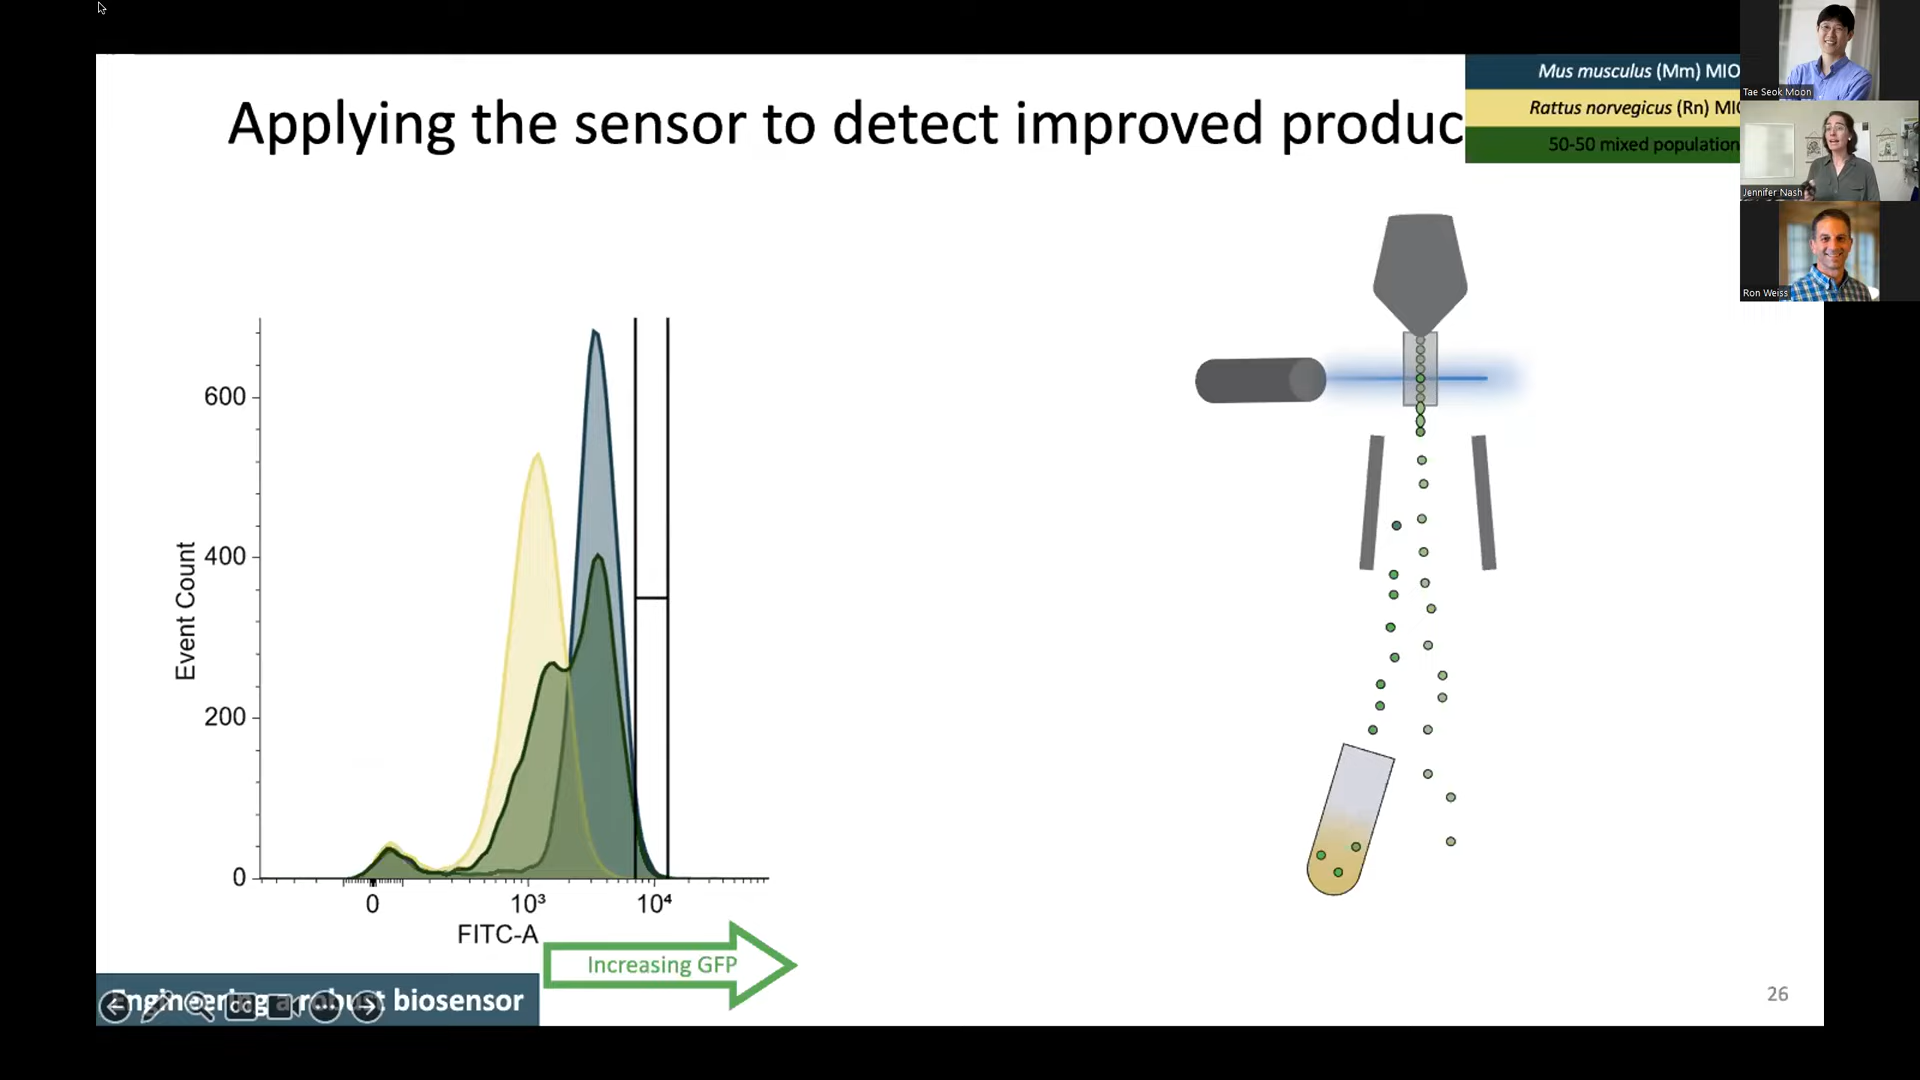 Applying the sensor to detect improved produc
Mus musculus (Mm) MIO
Rattus norvegicus (Rn) MIO
50-50 mixed population
Tae Seok Moon
Jennifer Nash
Ron Weiss
600
400
200
0
Event Count
0
10³
10⁴
FITC-A
Increasing GFP
Engineering a robust biosensor
CC
26